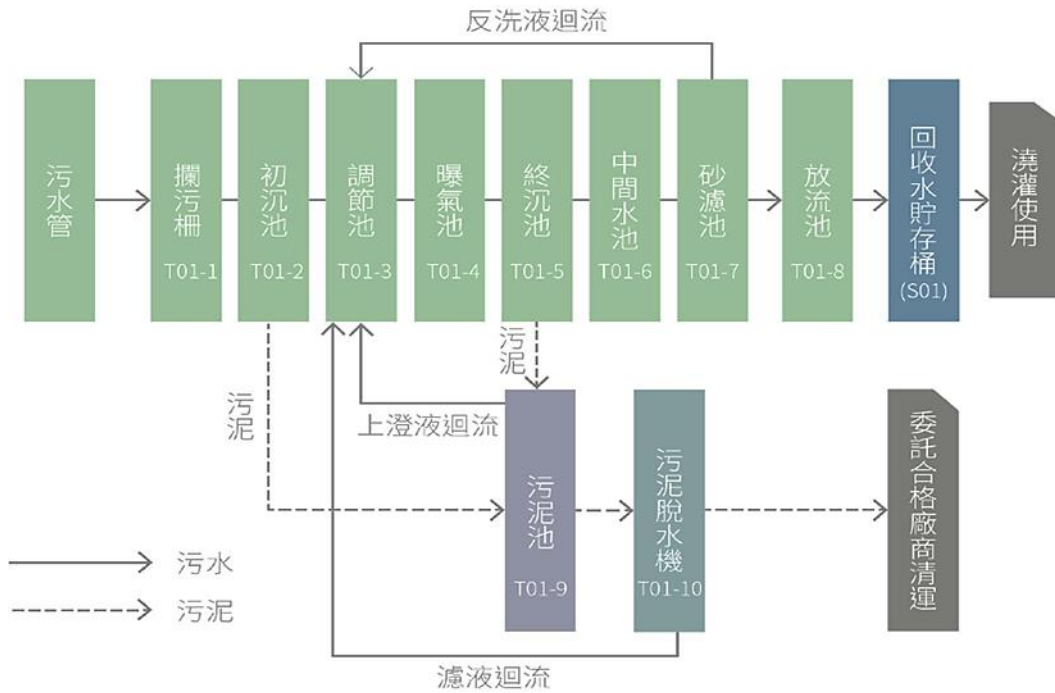 反洗液迴流
污水管
攔污柵
T01-1
初沉池
T01-2
調節池
T01-3
曝氣池
T01-4
終沉池
T01-5
中間水池
T01-6
砂濾池
T01-7
放流池
T01-8
回收水貯存桶
(S01)
澆灌使用
污泥
污泥
上澄液迴流
污泥池
T01-9
污泥脫水機
T01-10
委託合格廠商清運
污水
污泥
濾液迴流